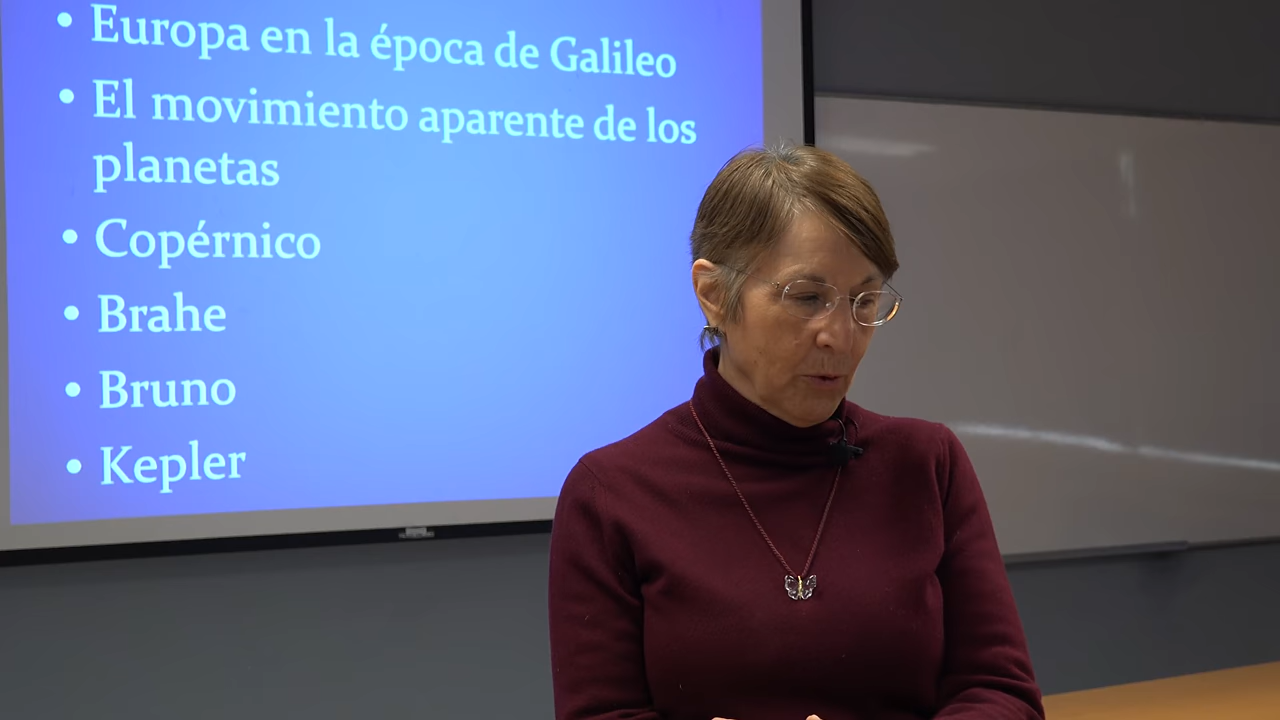 • Europa en la época de Galileo
• El movimiento aparente de los
planetas
• Copérnico
• Brahe
• Bruno
• Kepler